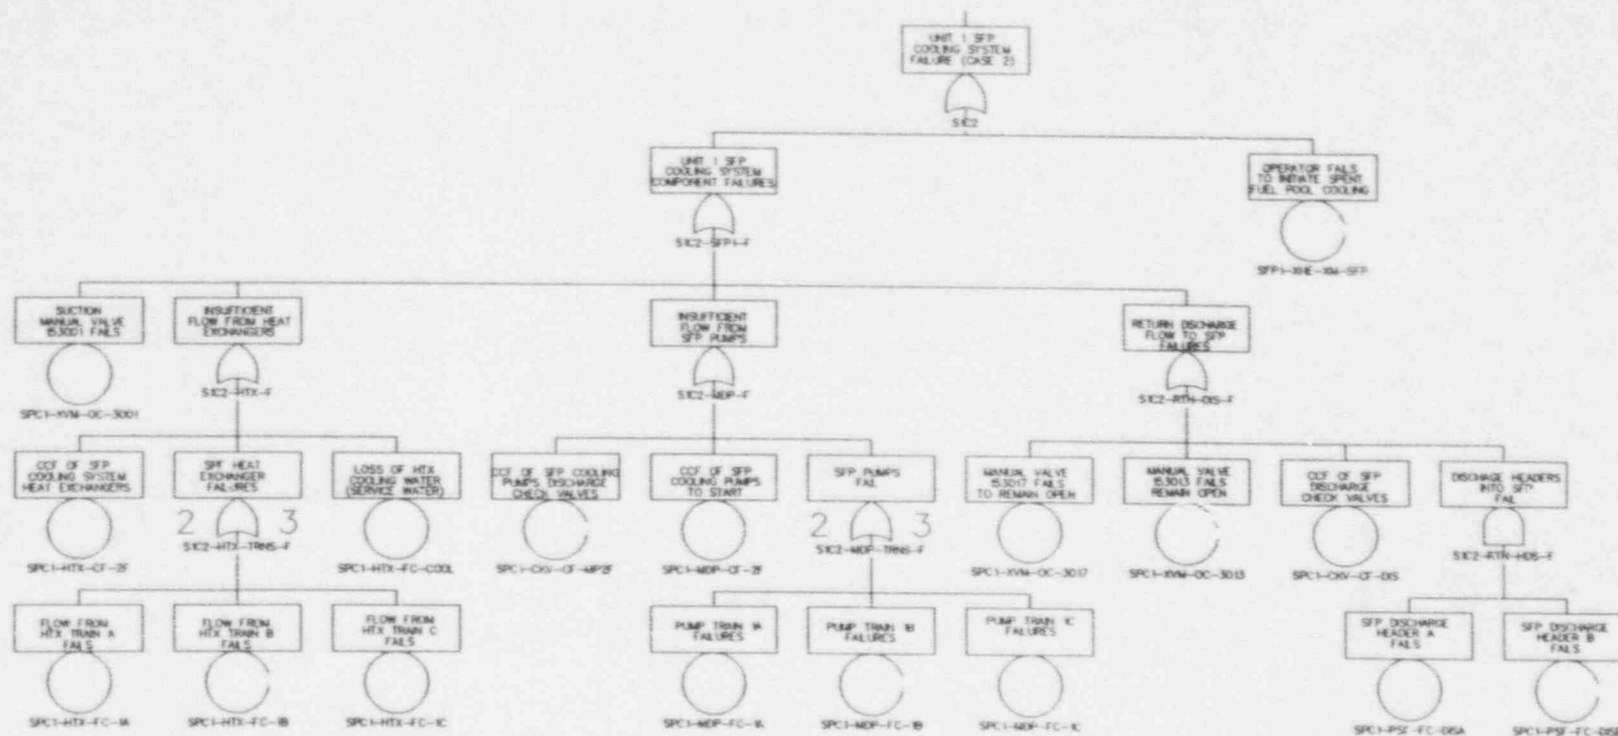 UNIT 1 SFP
COOLING SYSTEM
FAILURE (CASE 2)
S1C2
UNIT 1 SFP
COOLING SYSTEM
COMPONENT FAILURES
S1C2-SFP1-F
OPERATOR FAILS
TO INITIATE SPENT
FUEL POOL COOLING
SFP1-XHE-XM-SFP
SUCTION
MANUAL VALVE
153001 FAILS
SPC1-XVM-OC-3001
INSUFFICIENT
FLOW FROM HEAT
EXCHANGERS
S1C2-HTX-F
INSUFFICIENT
FLOW FROM
SFP PUMPS
S1C2-MDP-F
RETURN DISCHARGE
FLOW TO SFP
FAILURES
S1C2-RTN-DIS-F
CCF OF SFP
COOLING SYSTEM
HEAT EXCHANGERS
SPC1-HTX-CF-2F
SPF HEAT
EXCHANGER
FAILURES
2 3
S1C2-HTX-TRNS-F
LOSS OF HTX
COOLING WATER
(SERVICE WATER)
SPC1-HTX-FC-COOL
CCF OF SFP COOLING
PUMPS DISCHARGE
CHECK VALVES
SPC1-CKV-CF-MP2F
CCF OF SFP
COOLING PUMPS
TO START
SPC1-MDP-CF-2F
SFP PUMPS
FAIL
2 3
S1C2-MDP-TRNS-F
MANUAL VALVE
153017 FAILS
TO REMAIN OPEN
SPC1-XVM-OC-3017
MANUAL VALVE
153013 FAILS
REMAIN OPEN
SPC1-XVM-OC-3013
CCF OF SFP
DISCHARGE
CHECK VALVES
SPC1-CKV-CF-DIS
DISCHAGE HEADERS
INTO SFP
FAIL
S1C2-RTN-HDS-F
FLOW FROM
HTX TRAIN A
FAILS
SPC1-HTX-FC-1A
FLOW FROM
HTX TRAIN B
FAILS
SPC1-HTX-FC-1B
FLOW FROM
HTX TRAIN C
FAILS
SPC1-HTX-FC-1C
PUMP TRAIN 1A
FAILURES
SPC1-MDP-FC-1A
PUMP TRAIN 1B
FAILURES
SPC1-MDP-FC-1B
PUMP TRAIN 1C
FAILURES
SPC1-MDP-FC-1C
SFP DISCHARGE
HEADER A
FAILS
SPC1-PSF-FC-DISA
SFP DISCHARGE
HEADER B
FAILS